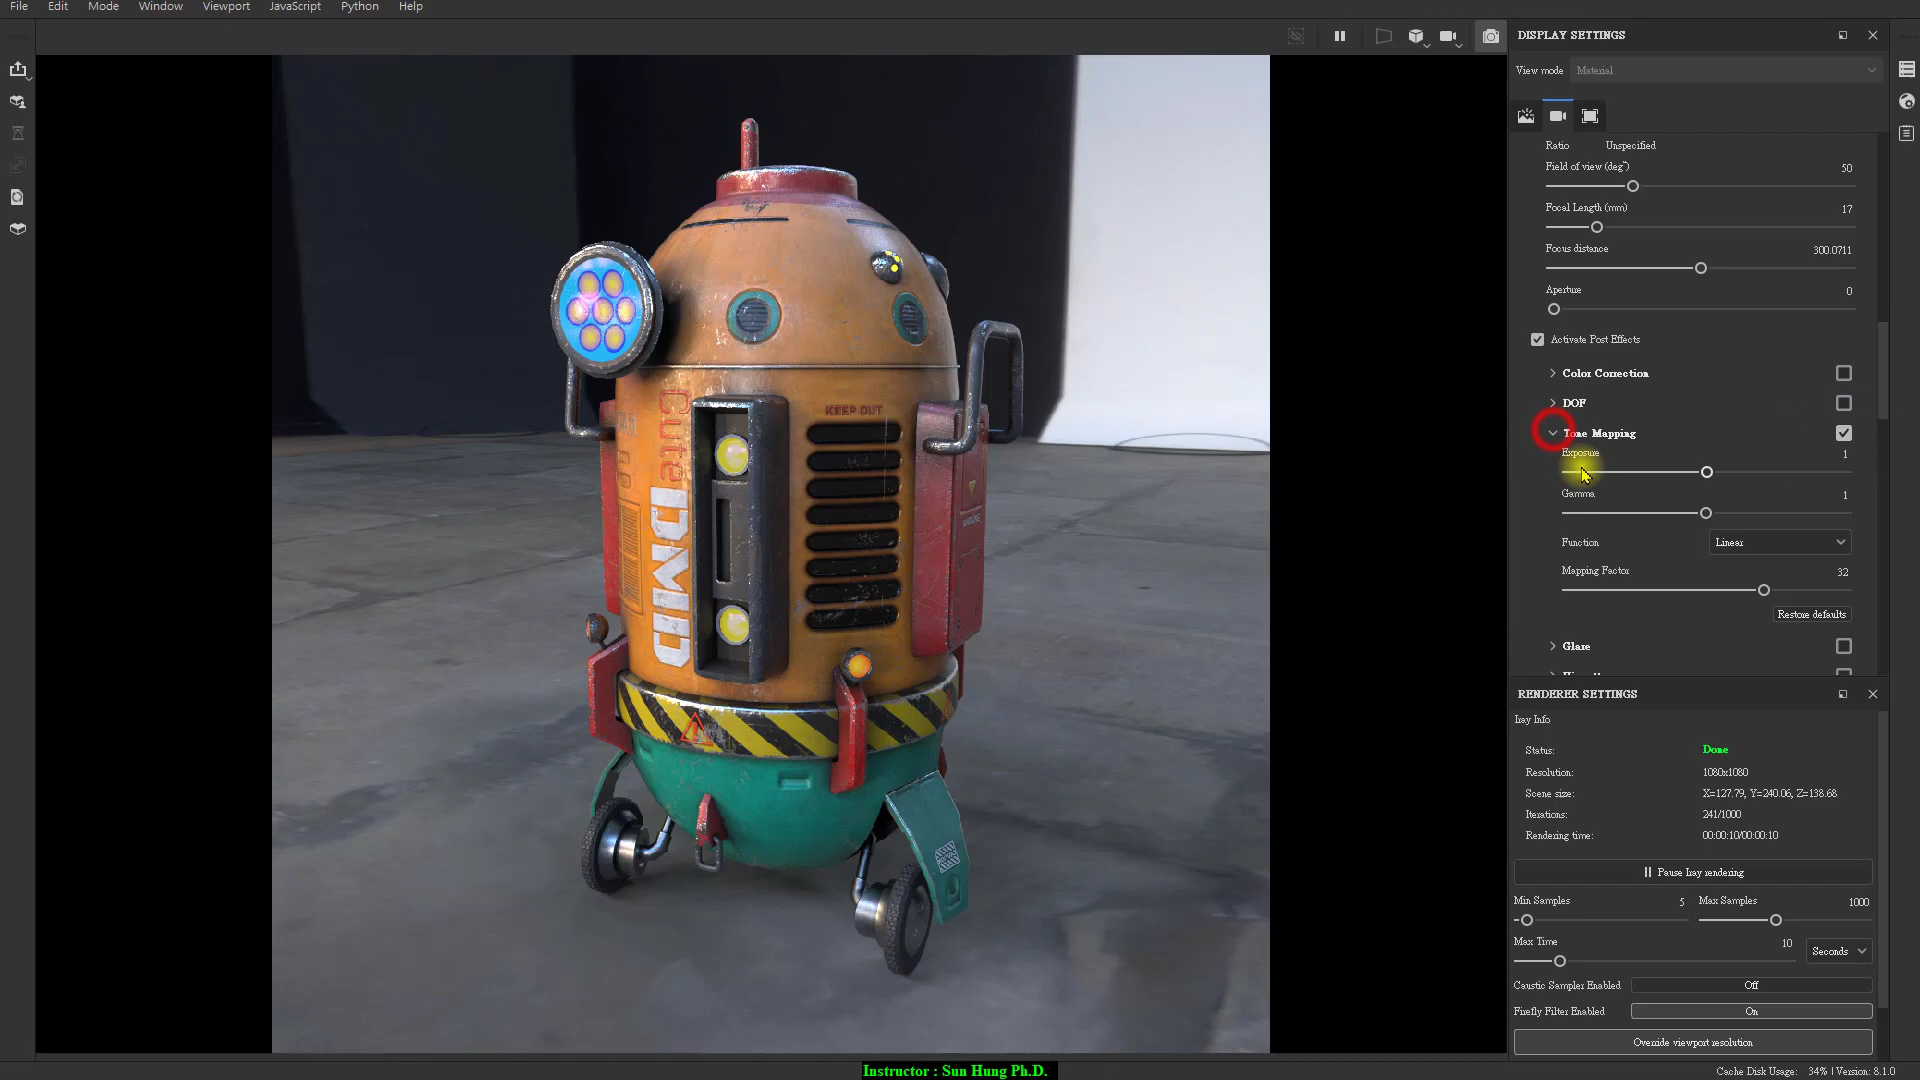 File Edit Mode Window Viewport JavaScript Python Help
DISPLAY SETTINGS
View mode Material
Ratio Unspecified
Field of view (deg°) 50
Focal Length (mm) 17
Focus distance 300.0711
Aperture 0
Activate Post Effects
Color Correction
DOF
Tone Mapping
Exposure 1
Gamma 1
Function Linear
Mapping Factor 32
Restore defaults
Glare
RENDERER SETTINGS
Iray Info
Status: Done
Resolution: 1080x1080
Scene size: X=127.79, Y=240.06, Z=138.68
Iterations: 241/1000
Rendering time: 00:00:10/00:00:10
Pause Iray rendering
Min Samples 5 Max Samples 1000
Max Time 10 Seconds
Caustic Sampler Enabled Off
Firefly Filter Enabled On
Override viewport resolution
Cache Disk Usage: 34% | Version: 8.1.0
KEEP OUT
Cute
DMID
Instructor : Sun Hung Ph.D.